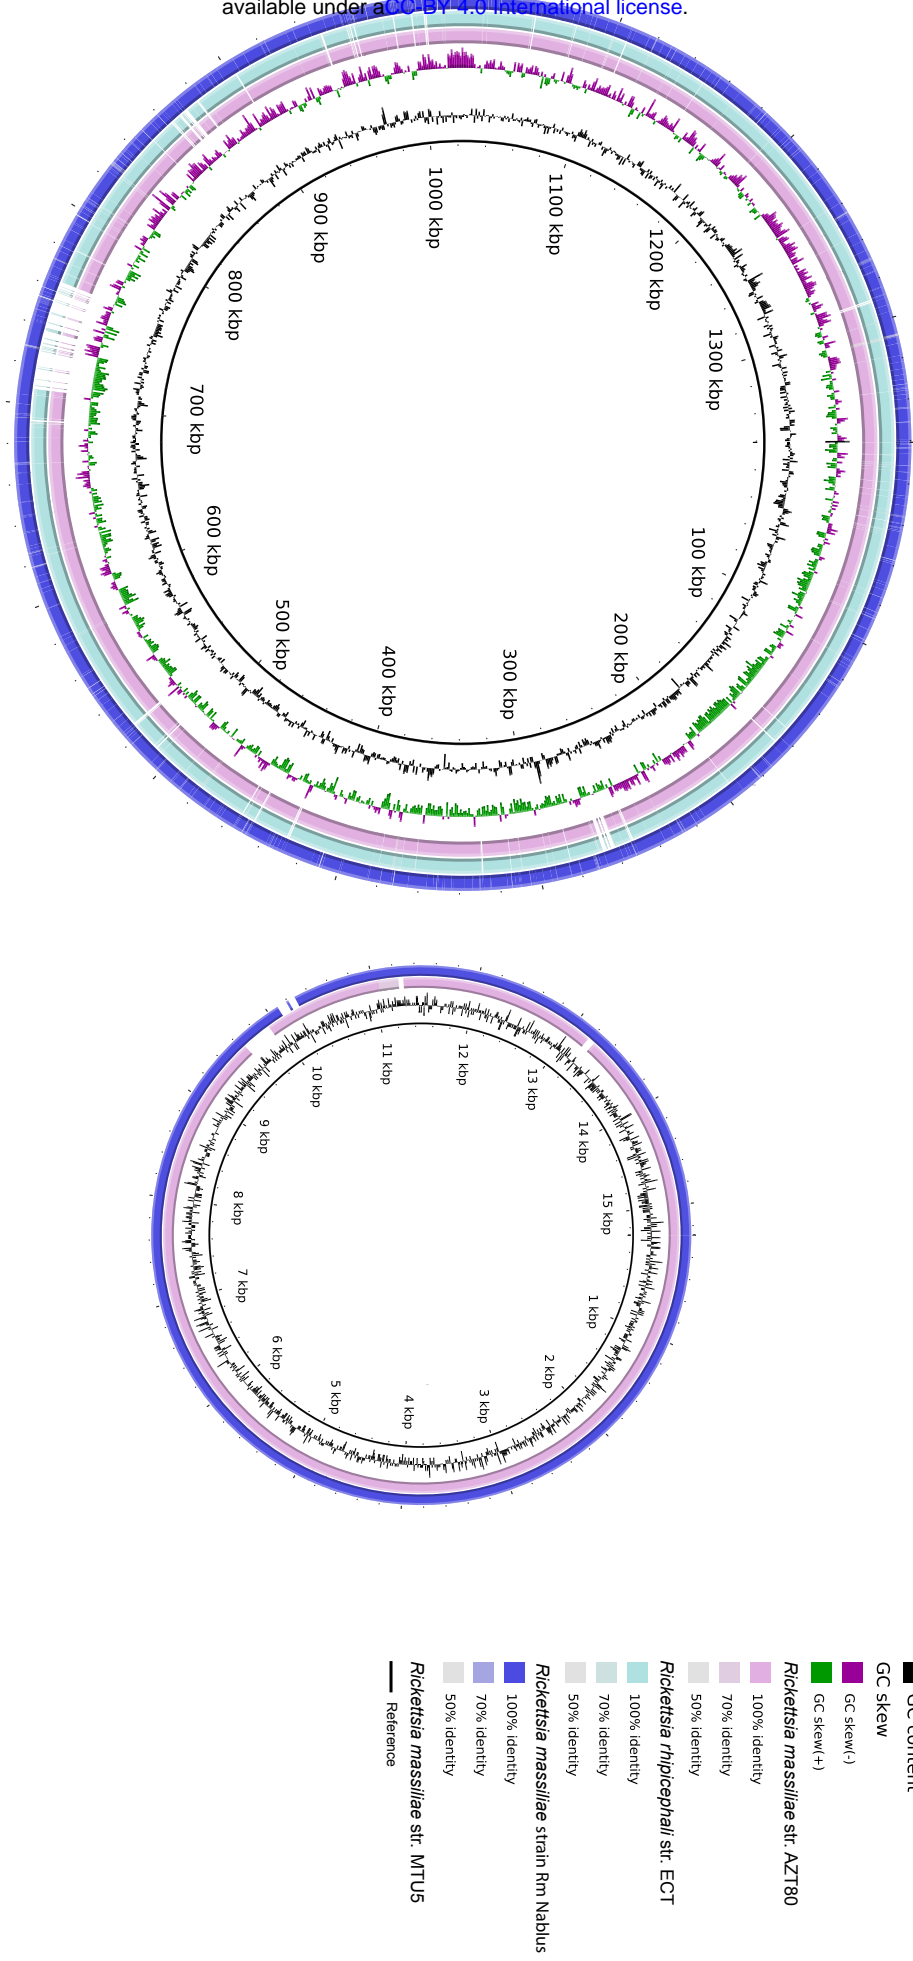 available under aCC-BY 4.0 International license.
1000 kbp
1100 kbp
1200 kbp
1300 kbp
100 kbp
200 kbp
300 kbp
400 kbp
500 kbp
600 kbp
700 kbp
800 kbp
900 kbp
12 kbp
13 kbp
14 kbp
15 kbp
1 kbp
2 kbp
3 kbp
4 kbp
5 kbp
6 kbp
7 kbp
8 kbp
9 kbp
10 kbp
11 kbp
GC content
GC skew
GC skew(-)
GC skew(+)
Rickettsia massiliae str. AZT80
100% identity
70% identity
50% identity
Rickettsia rhipicephali str. ECT
100% identity
70% identity
50% identity
Rickettsia massiliae strain Rm Nablus
100% identity
70% identity
50% identity
Rickettsia massiliae str. MTU5
Reference